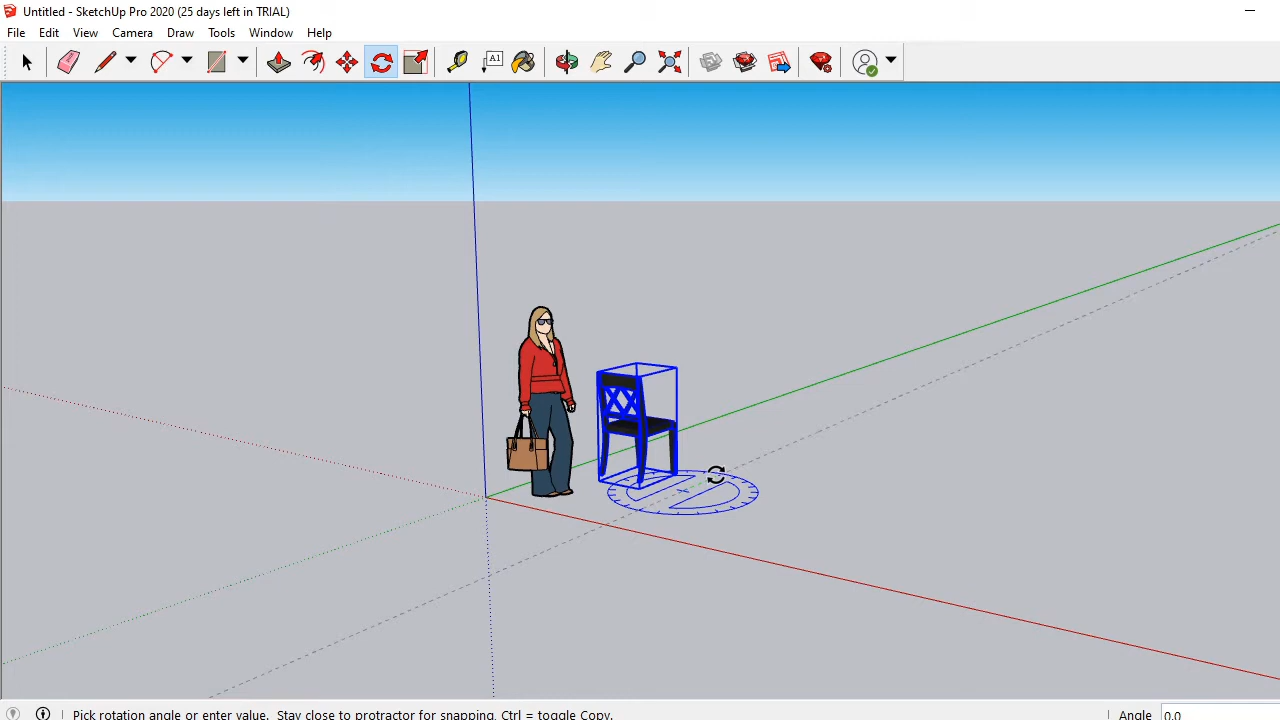 Untitled - SketchUp Pro 2020 (25 days left in TRIAL)
File Edit View Camera Draw Tools Window Help
A1
Pick rotation angle or enter value. Stay close to protractor for snapping. Ctrl = toggle Copy. Angle 0.0